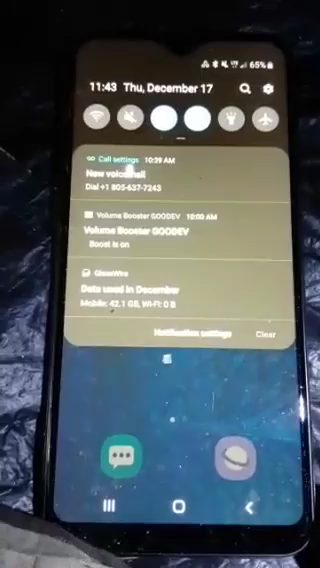 65%
11:43 Thu, December 17
Call settings 10:39 AM
New voicemail
Dial +1 805-637-7243
Volume Booster GOODEV 10:00 AM
Volume Booster GOODEV
Boost is on
GlassWire
Data used in December
Mobile: 42.1 GB, Wi-Fi: 0 B
Notification settings Clear